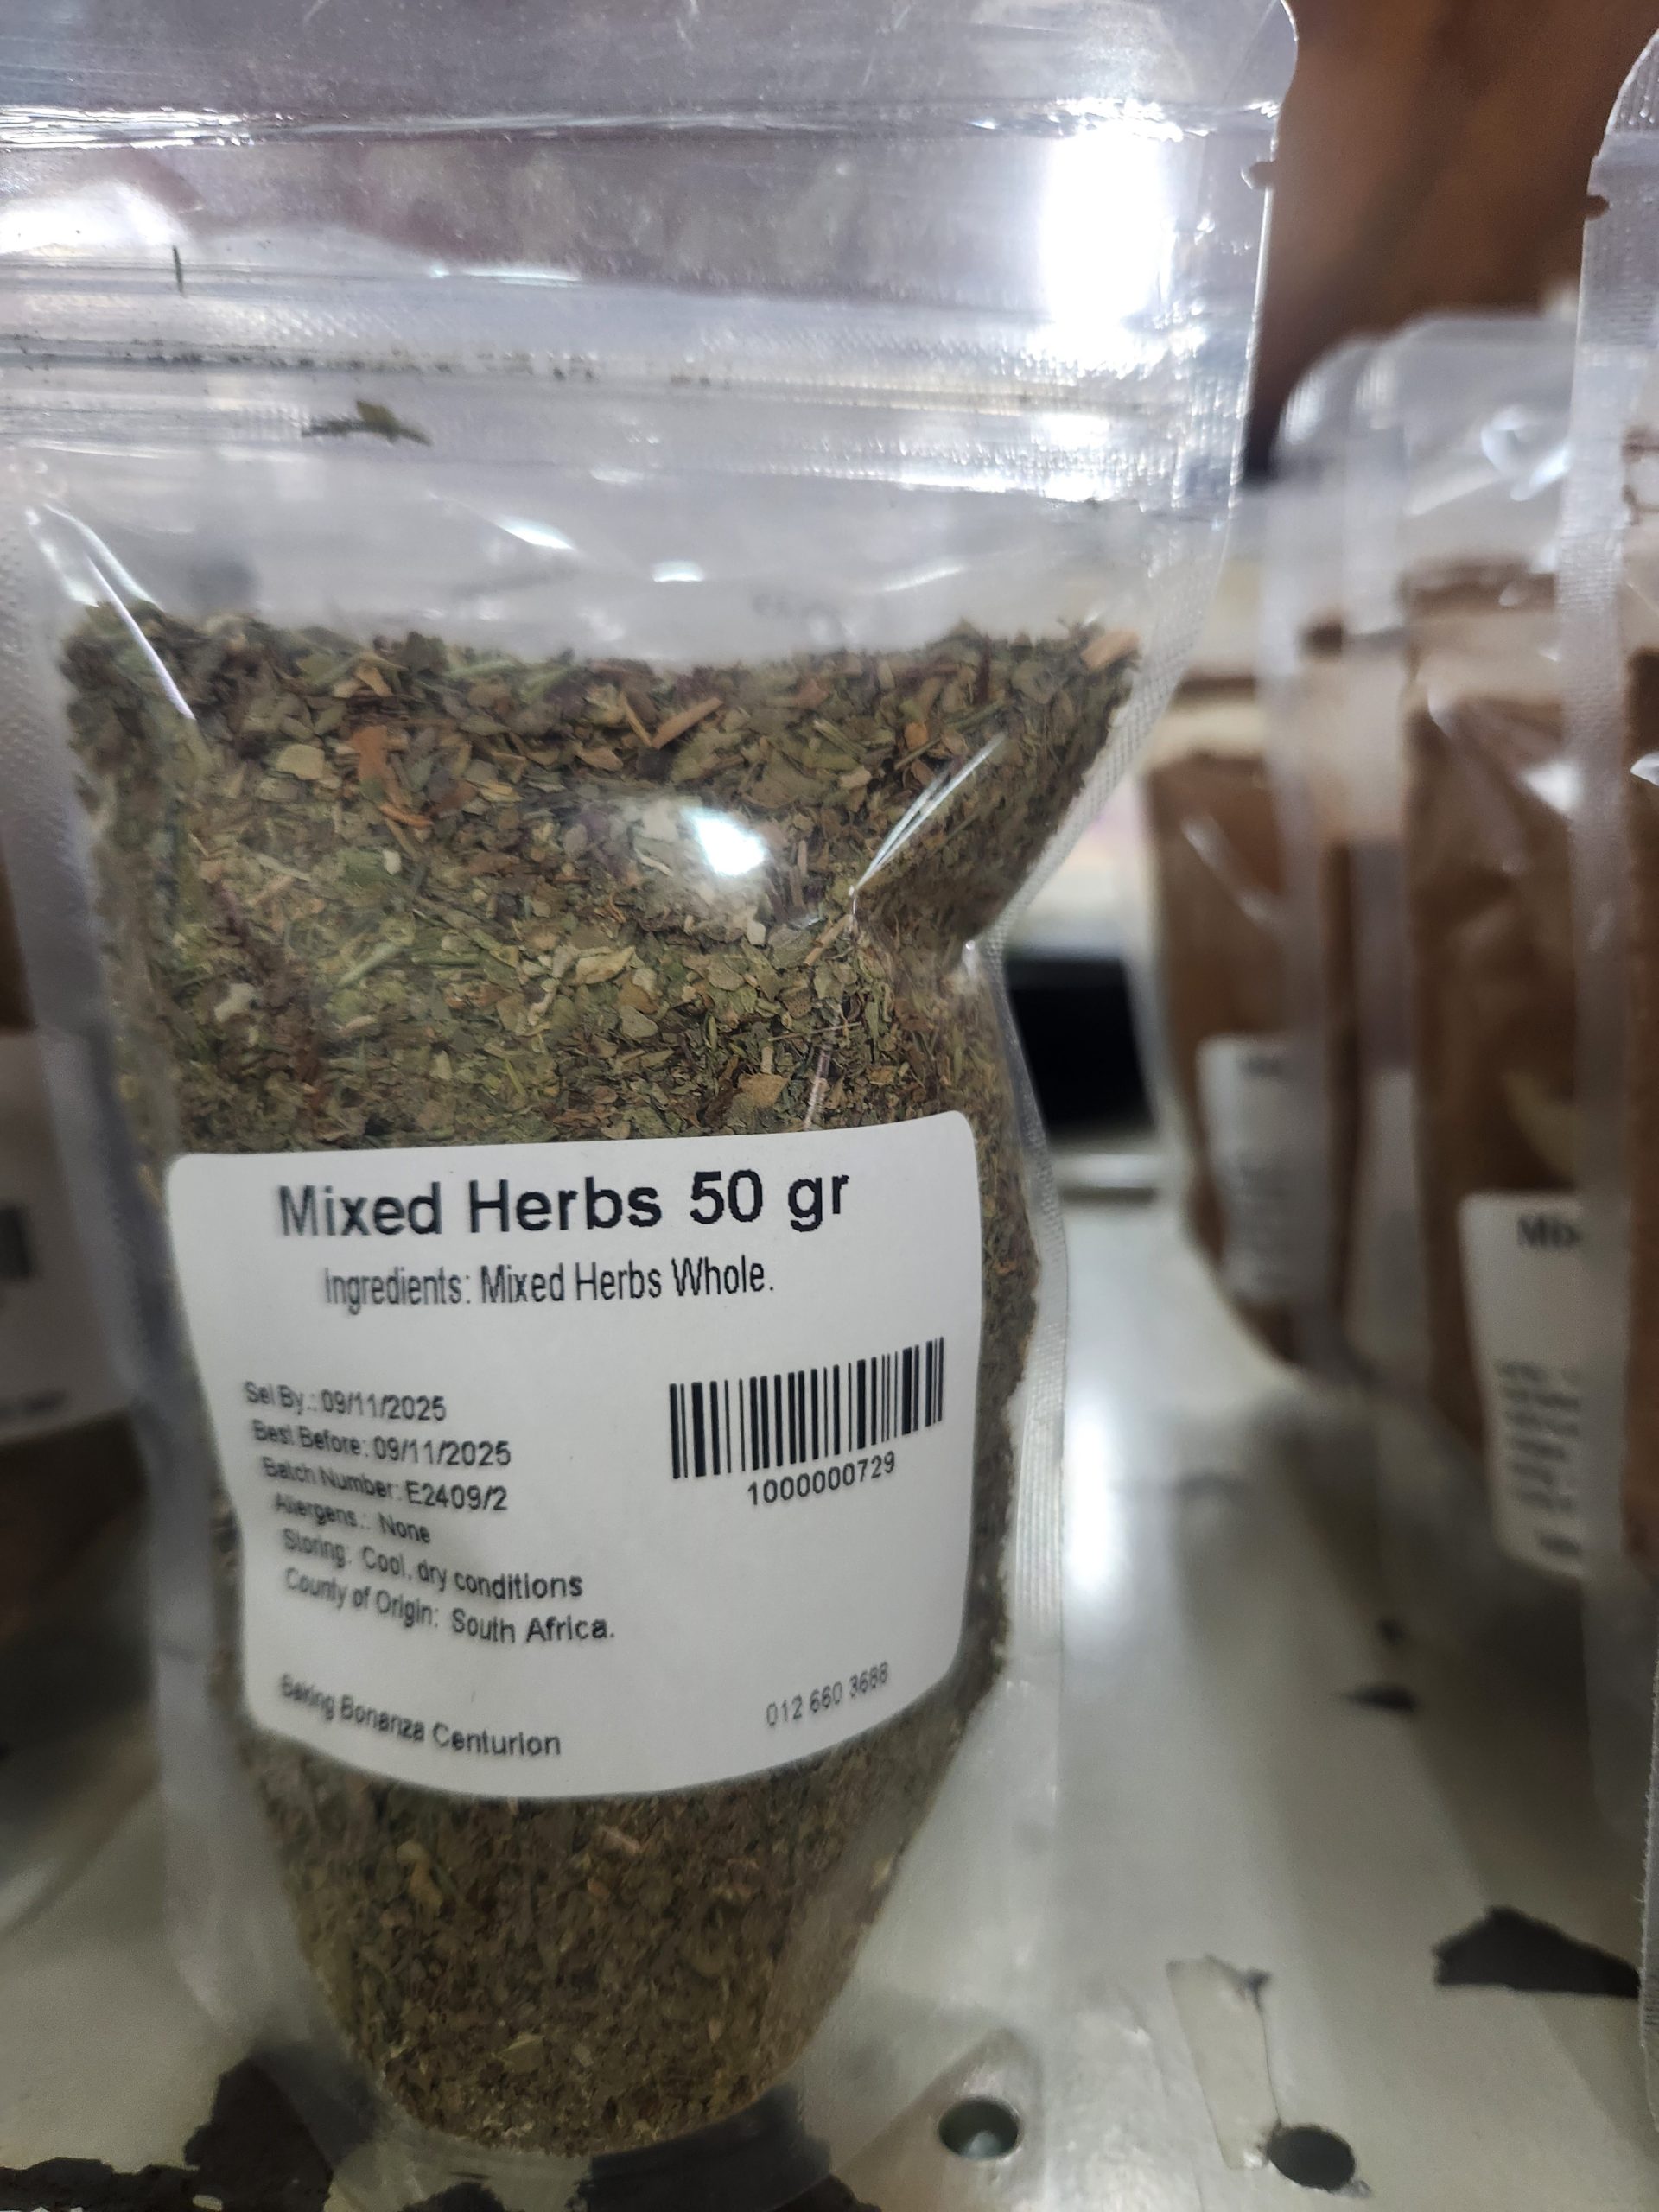 Mixed Herbs 50 gr
Ingredients: Mixed Herbs Whole.
Sel By.: 09/11/2025
Best Before: 09/11/2025
Batch Number: E2409/2
Allergens.: None
Storing: Cool, dry conditions
County of Origin: South Africa.
1000000729
Baking Bonanza Centurion
012 660 3688